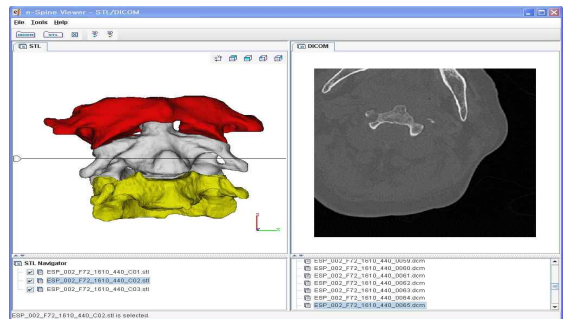 e-Spine Viewer - STL/DICOM
File Tools Help
STL
DICOM
STL Navigator
ESP_002_F72_1610_440_C01.stl
ESP_002_F72_1610_440_C02.stl
ESP_002_F72_1610_440_C03.stl
ESP_002_F72_1610_440_0059.dcm
ESP_002_F72_1610_440_0060.dcm
ESP_002_F72_1610_440_0061.dcm
ESP_002_F72_1610_440_0062.dcm
ESP_002_F72_1610_440_0063.dcm
ESP_002_F72_1610_440_0064.dcm
ESP_002_F72_1610_440_0065.dcm
ESP_002_F72_1610_440_C02.stl is selected.